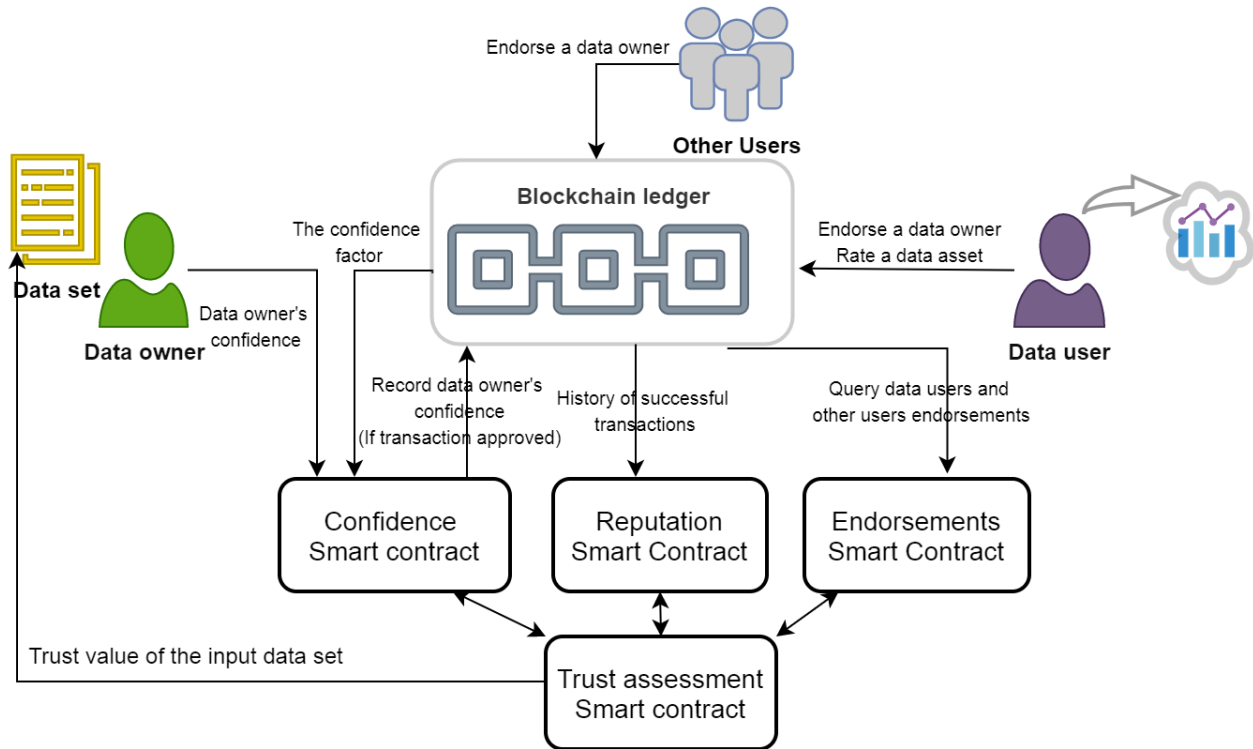 Endorse a data owner
Other Users
Blockchain ledger
The confidence
factor
Endorse a data owner
Rate a data asset
Data set
Data owner's
confidence
Data owner
Data user
Record data owner's
confidence
(If transaction approved)
History of successful
transactions
Query data users and
other users endorsements
Confidence
Smart contract
Reputation
Smart Contract
Endorsements
Smart Contract
Trust value of the input data set
Trust assessment
Smart contract